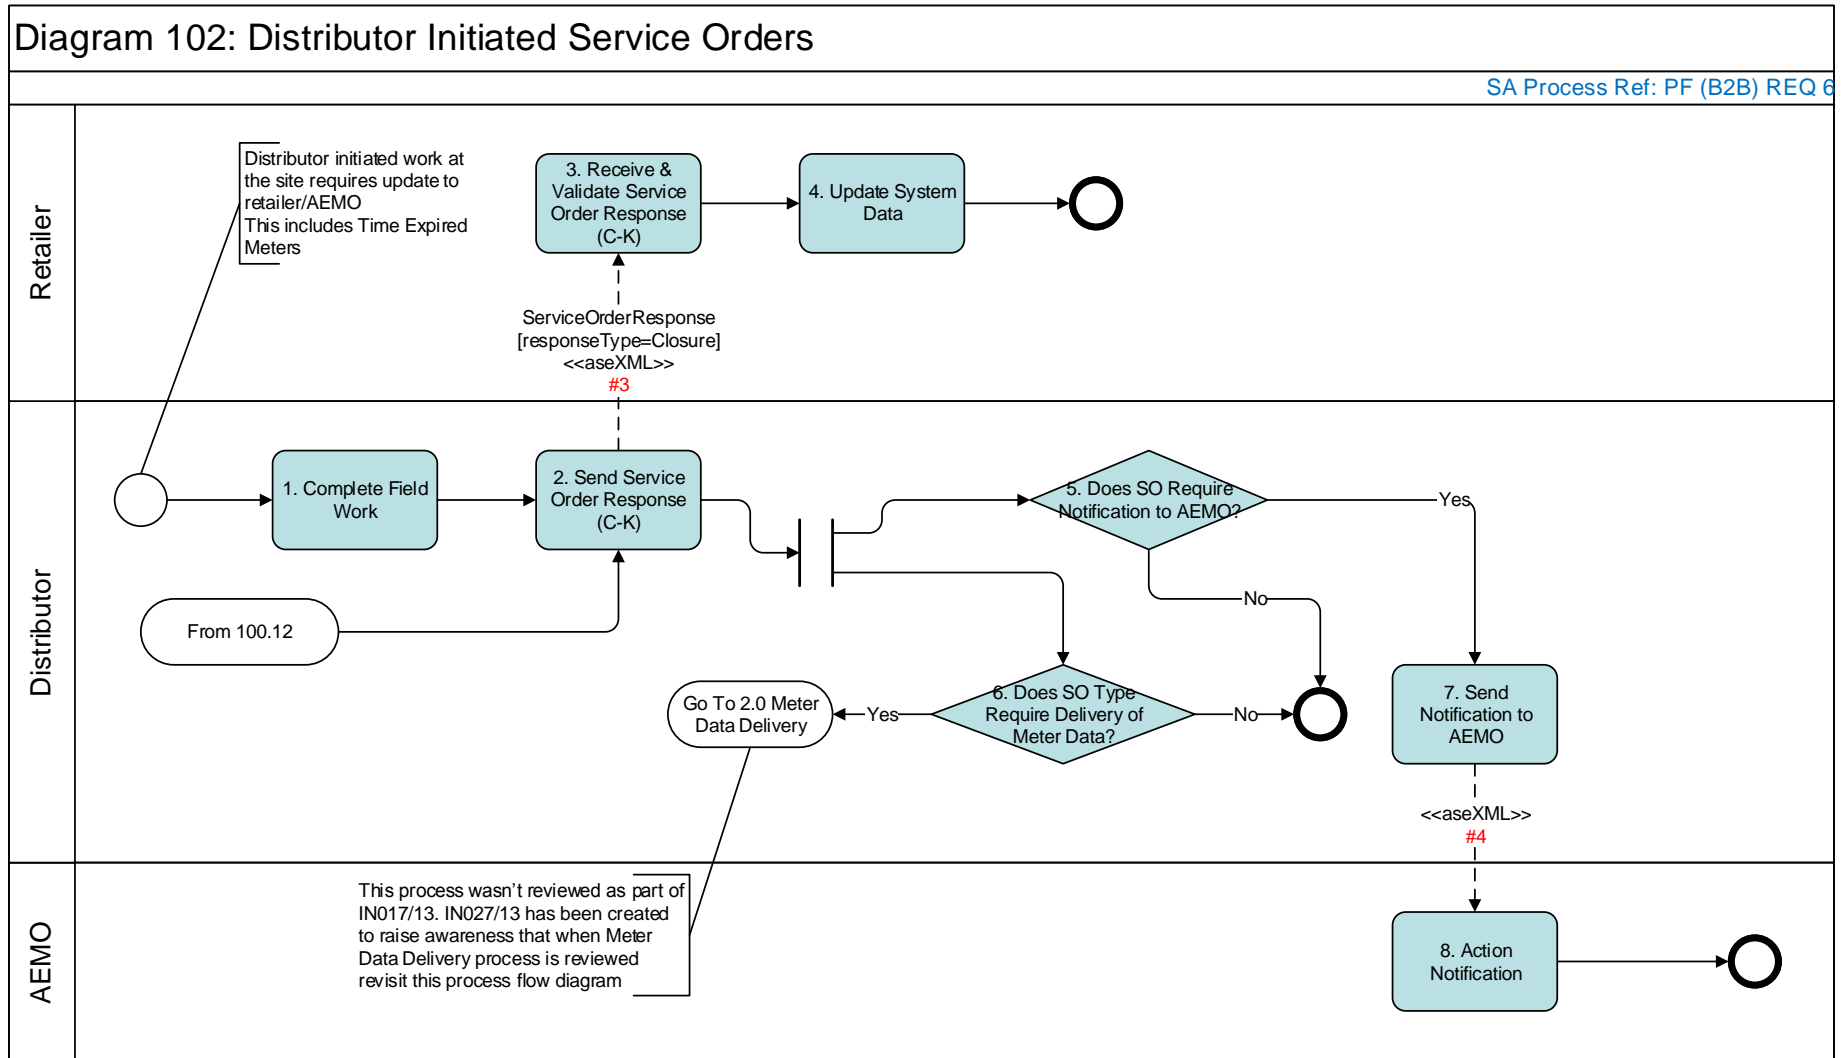 Diagram 102: Distributor Initiated Service Orders
SA Process Ref: PF (B2B) REQ 6
Retailer
Distributor initiated work at
the site requires update to
retailer/AEMO
This includes Time Expired
Meters
3. Receive &
Validate Service
Order Response
(C-K)
4. Update System
Data
ServiceOrderResponse
[responseType=Closure]
<<aseXML>>
#3
Distributor
1. Complete Field
Work
2. Send Service
Order Response
(C-K)
5. Does SO Require
Notification to AEMO?
Yes
No
From 100.12
Go To 2.0 Meter
Data Delivery
Yes
6. Does SO Type
Require Delivery of
Meter Data?
No
7. Send
Notification to
AEMO
<<aseXML>>
#4
AEMO
This process wasn't reviewed as part of
IN017/13. IN027/13 has been created
to raise awareness that when Meter
Data Delivery process is reviewed
revisit this process flow diagram
8. Action
Notification